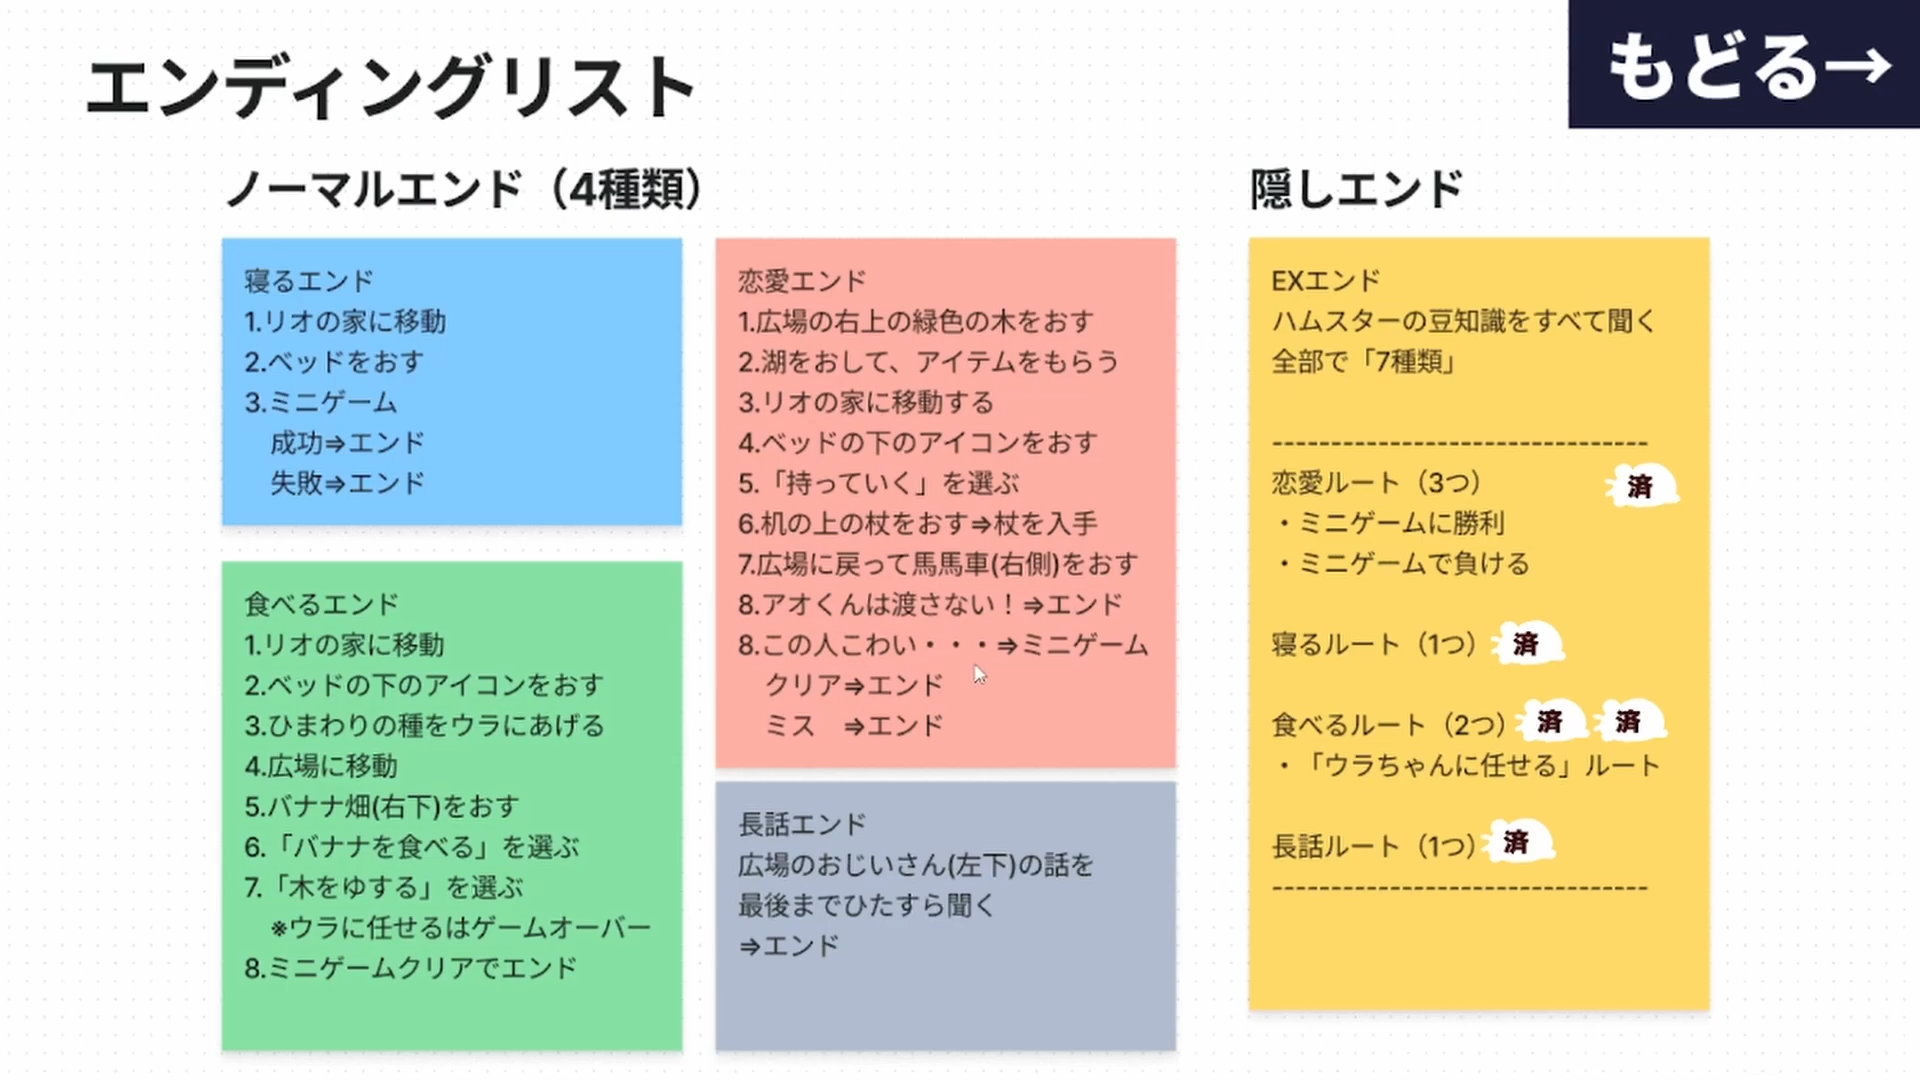 エンディングリスト
もどる→
ノーマルエンド（4種類）
寝るエンド
1.リオの家に移動
2.ベッドをおす
3.ミニゲーム
成功⇒エンド
失敗⇒エンド
食べるエンド
1.リオの家に移動
2.ベッドの下のアイコンをおす
3.ひまわりの種をウラにあげる
4.広場に移動
5.バナナ畑(右下)をおす
6.「バナナを食べる」を選ぶ
7.「木をゆする」を選ぶ
※ウラに任せるはゲームオーバー
8.ミニゲームクリアでエンド
恋愛エンド
1.広場の右上の緑色の木をおす
2.湖をおして、アイテムをもらう
3.リオの家に移動する
4.ベッドの下のアイコンをおす
5.「持っていく」を選ぶ
6.机の上の杖をおす⇒杖を入手
7.広場に戻って馬馬車(右側)をおす
8.アオくんは渡さない！⇒エンド
8.この人こわい・・・⇒ミニゲーム
クリア⇒エンド
ミス　⇒エンド
長話エンド
広場のおじいさん(左下)の話を
最後までひたすら聞く
⇒エンド
隠しエンド
EXエンド
ハムスターの豆知識をすべて聞く
全部で「7種類」
--------------------------------
恋愛ルート（3つ） 済
・ミニゲームに勝利
・ミニゲームで負ける
寝るルート（1つ） 済
食べるルート（2つ） 済 済
・「ウラちゃんに任せる」ルート
長話ルート（1つ） 済
--------------------------------